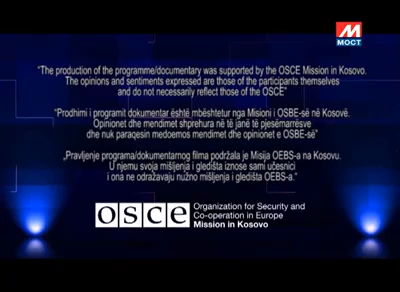 МОСТ
“The production of the programme/documentary was supported by the OSCE Mission in Kosovo.
The opinions and sentiments expressed are those of the participants themselves
and do not necessarily reflect those of the OSCE”
“Prodhimi i programit dokumentar është mbështetur nga Misioni i OSBE-së në Kosovë.
Opinionet dhe mendimet shprehura në të janë të pjesëmarrësve
dhe nuk paraqesin medoemos mendimet dhe opinionet e OSBE-së”
„Pravljenje programa/dokumentarnog filma podržala je Misija OEBS-a na Kosovu.
U njemu svoja mišljenja i gledišta iznose sami učesnici
i ona ne odražavaju nužno mišljenja i gledišta OEBS-a.”
osce
Organization for Security and
Co-operation in Europe
Mission in Kosovo